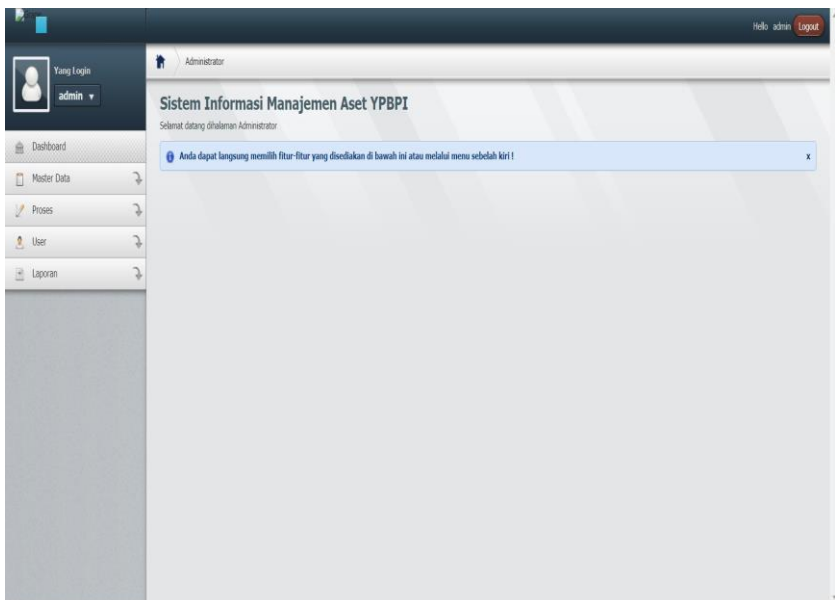 Hello admin Logout
Yang Login
admin
Administrator
Sistem Informasi Manajemen Aset YPBPI
Selamat datang dihalaman Administrator
Anda dapat langsung memilih fitur-fitur yang disediakan di bawah ini atau melalui menu sebelah kiri ! x
Dashboard
Master Data
Proses
User
Laporan